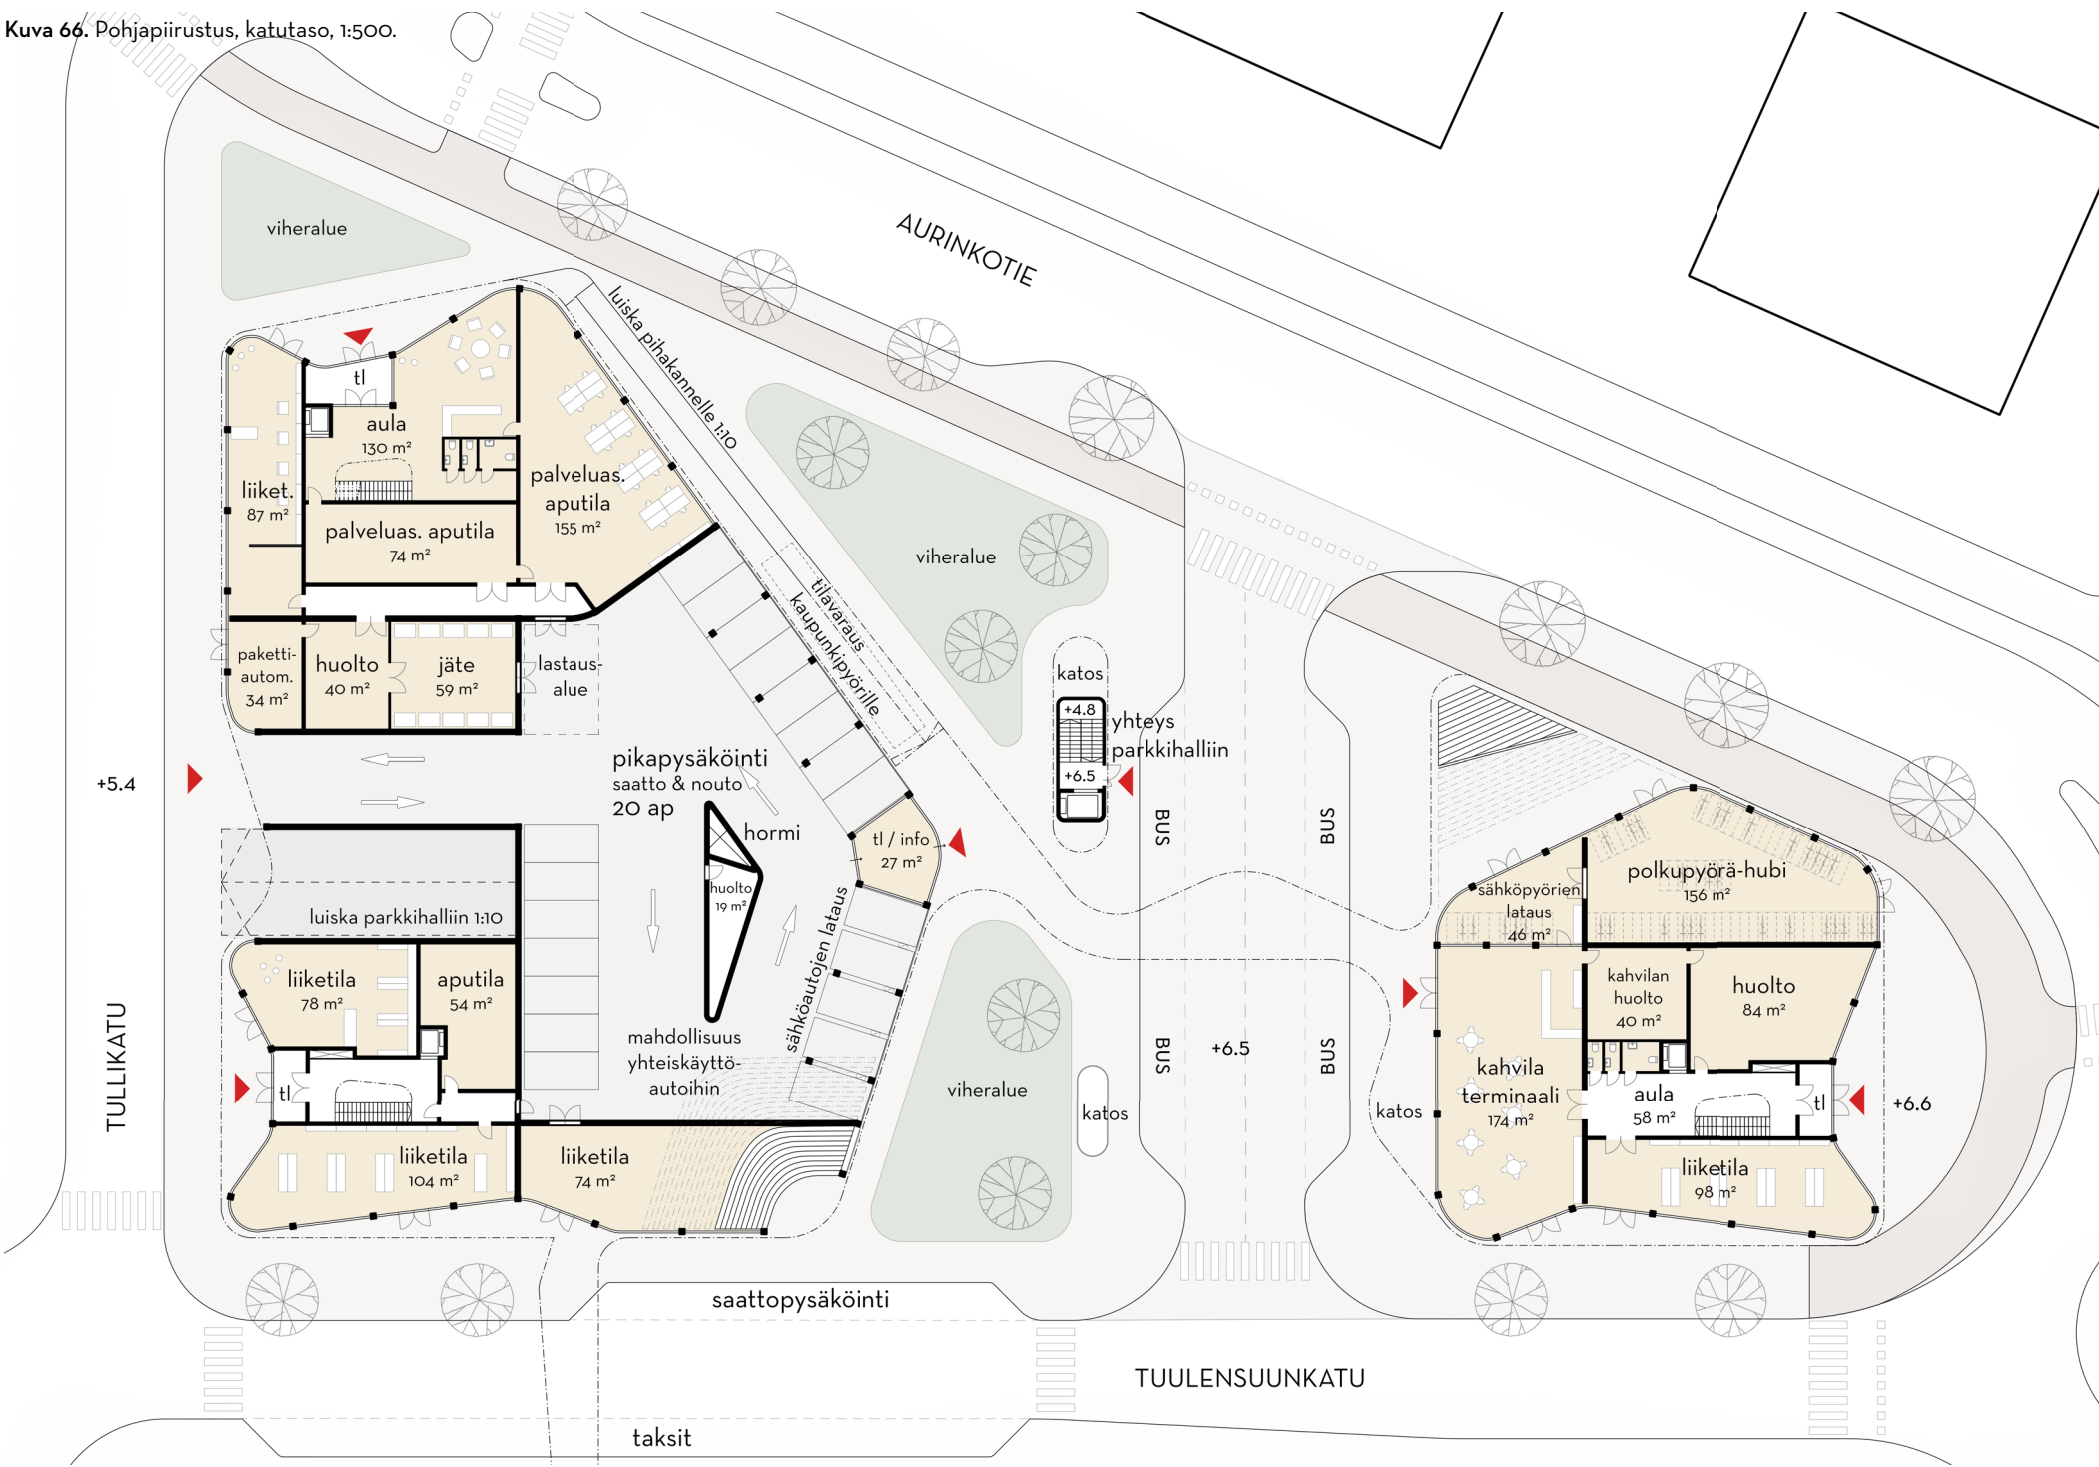 Kuva 66. Pohjapiirustus, katutaso, 1:500.
viheralue
AURINKOTIE
luiska pihakannelle 1:10
tl
aula
130 m²
liiket.
87 m²
palveluas.
aputila
155 m²
palveluas. aputila
74 m²
viheralue
tilavaraus
kaupunkipyörille
paketti-
autom.
34 m²
huolto
40 m²
jäte
59 m²
lastaus-
alue
katos
+4.8
yhteys
parkkihalliin
+6.5
+5.4
pikapysäköinti
saatto & nouto
20 ap
hormi
huolto
19 m²
tl / info
27 m²
BUS
BUS
luiska parkkihalliin 1:10
sähköautojen lataus
polkupyörä-hubi
156 m²
sähköpyörien
lataus
46 m²
liiketila
78 m²
aputila
54 m²
kahvilan
huolto
40 m²
huolto
84 m²
TULLIKATU
mahdollisuus
yhteiskäyttö-
autoihin
BUS
+6.5
BUS
tl
viheralue
katos
katos
kahvila
terminaali
174 m²
aula
58 m²
tl
+6.6
liiketila
104 m²
liiketila
74 m²
liiketila
98 m²
saattopysäköinti
TUULENSUUNKATU
taksit